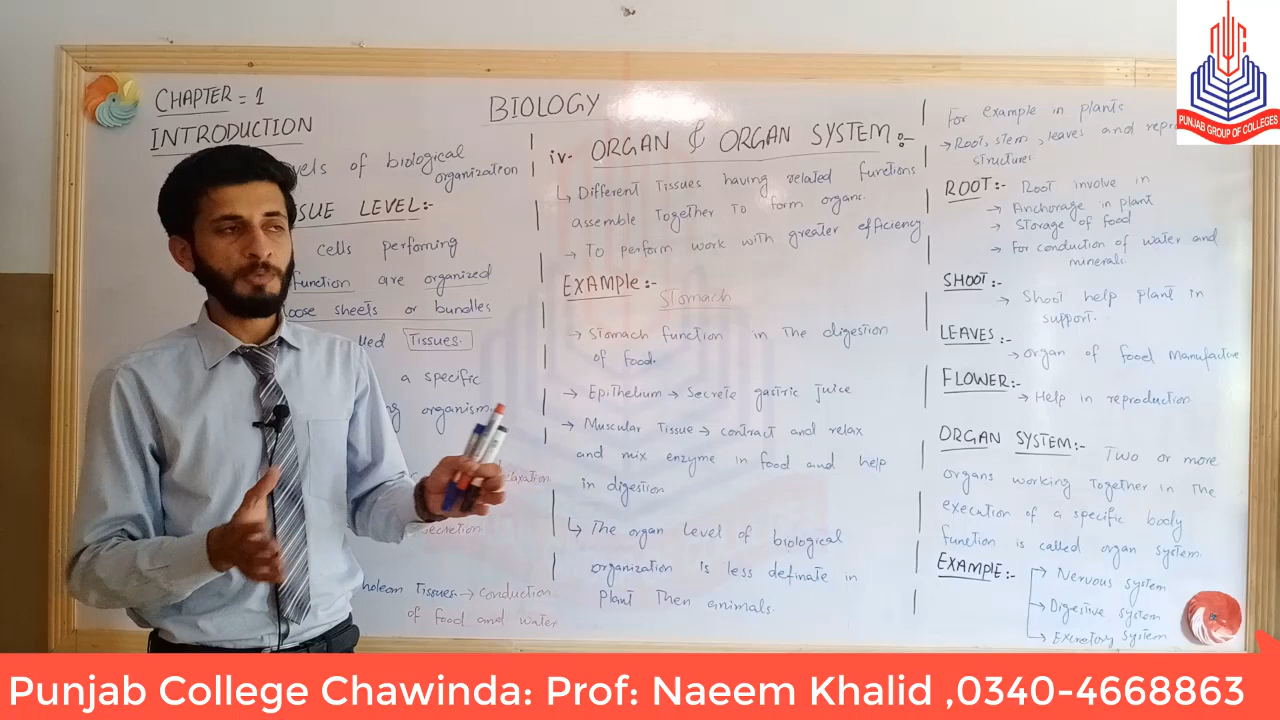 CHAPTER = 1
INTRODUCTION
BIOLOGY
vels of biological
organization
SSUE LEVEL:-
cells performing
function are organized
oose sheets or bundles
lled Tissues.
a specific
ng organism.
elaxation
secretion.
Tissues → conduction
of food and water
iv- ORGAN & ORGAN SYSTEM:-
↳ Different Tissues having related functions
assemble Together To form organs.
→ To perform work with greater efficiency
EXAMPLE:-
Stomach
→ Stomach function in the digestion
of food.
→ Epithelium → Secrete gastric juice
→ Muscular Tissue → contract and relax
and mix enzyme in food and help
in digestion
↳ The organ Level of biological
organization is less definate in
plant Then animals.
For example in plants
→ Root, stem, leaves and repr
structures
ROOT:- Root involve in
→ Anchorage in plant
→ Storage of food
→ For conduction of water and
minerals.
SHOOT:-
→ Shoot help plant in
support.
LEAVES:-
→ organ of food Manufacture
FLOWER:-
→ Help in reproduction
ORGAN SYSTEM:- Two or more
organs working Together in The
execution of a specific body
function is called organ system.
EXAMPLE:- → Nervous system
→ Digestive system
→ Excretory system
PUNJAB GROUP OF COLLEGES
Punjab College Chawinda: Prof: Naeem Khalid ,0340-4668863